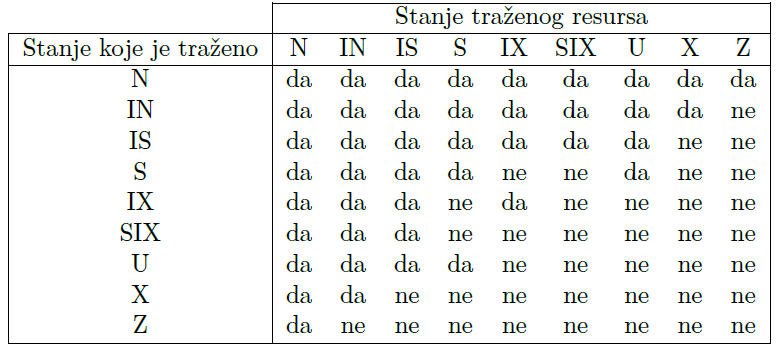 Stanje traženog resursa
Stanje koje je traženo N IN IS S IX SIX U X Z
N da da da da da da da da da
IN da da da da da da da da ne
IS da da da da da da da ne ne
S da da da da ne ne da ne ne
IX da da da ne da ne ne ne ne
SIX da da da ne ne ne ne ne ne
U da da da da ne ne ne ne ne
X da da ne ne ne ne ne ne ne
Z da ne ne ne ne ne ne ne ne